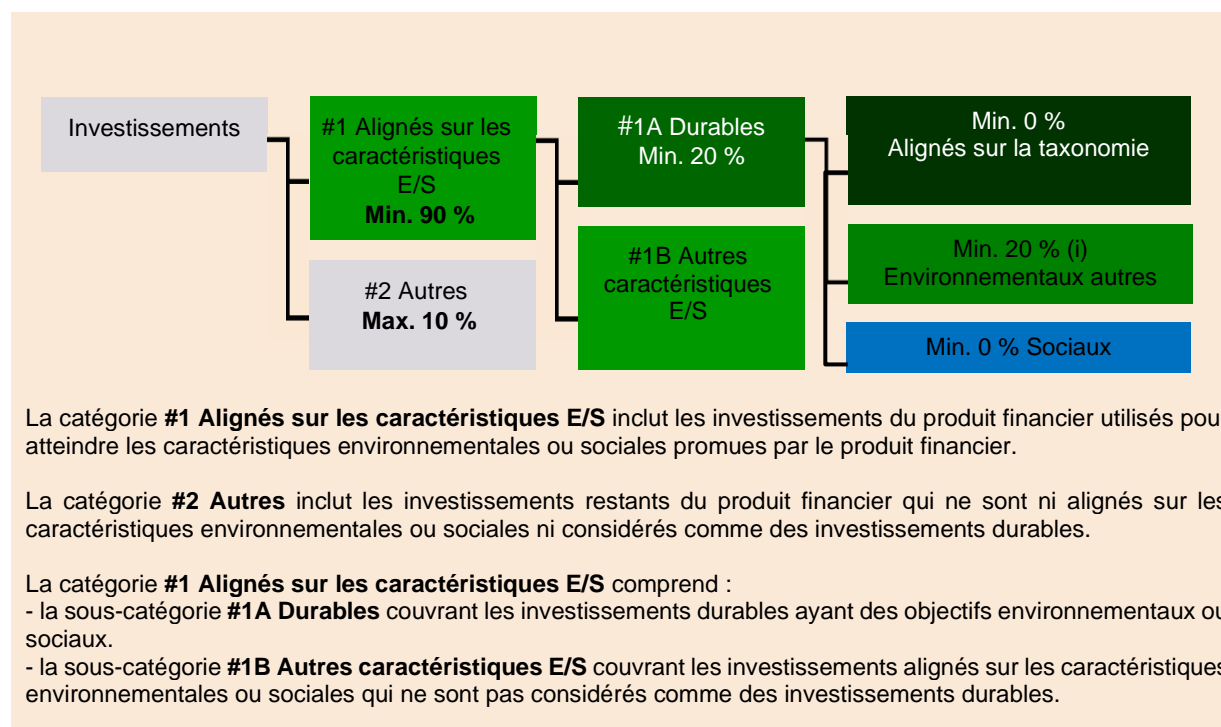 Investissements
#1 Alignés sur les
caractéristiques
E/S
Min. 90 %
#2 Autres
Max. 10 %
#1A Durables
Min. 20 %
#1B Autres
caractéristiques
E/S
Min. 0 %
Alignés sur la taxonomie
Min. 20 % (i)
Environnementaux autres
Min. 0 % Sociaux
La catégorie #1 Alignés sur les caractéristiques E/S inclut les investissements du produit financier utilisés pou
atteindre les caractéristiques environnementales ou sociales promues par le produit financier.
La catégorie #2 Autres inclut les investissements restants du produit financier qui ne sont ni alignés sur les
caractéristiques environnementales ou sociales ni considérés comme des investissements durables.
La catégorie #1 Alignés sur les caractéristiques E/S comprend :
- la sous-catégorie #1A Durables couvrant les investissements durables ayant des objectifs environnementaux ou
sociaux.
- la sous-catégorie #1B Autres caractéristiques E/S couvrant les investissements alignés sur les caractéristiques
environnementales ou sociales qui ne sont pas considérés comme des investissements durables.